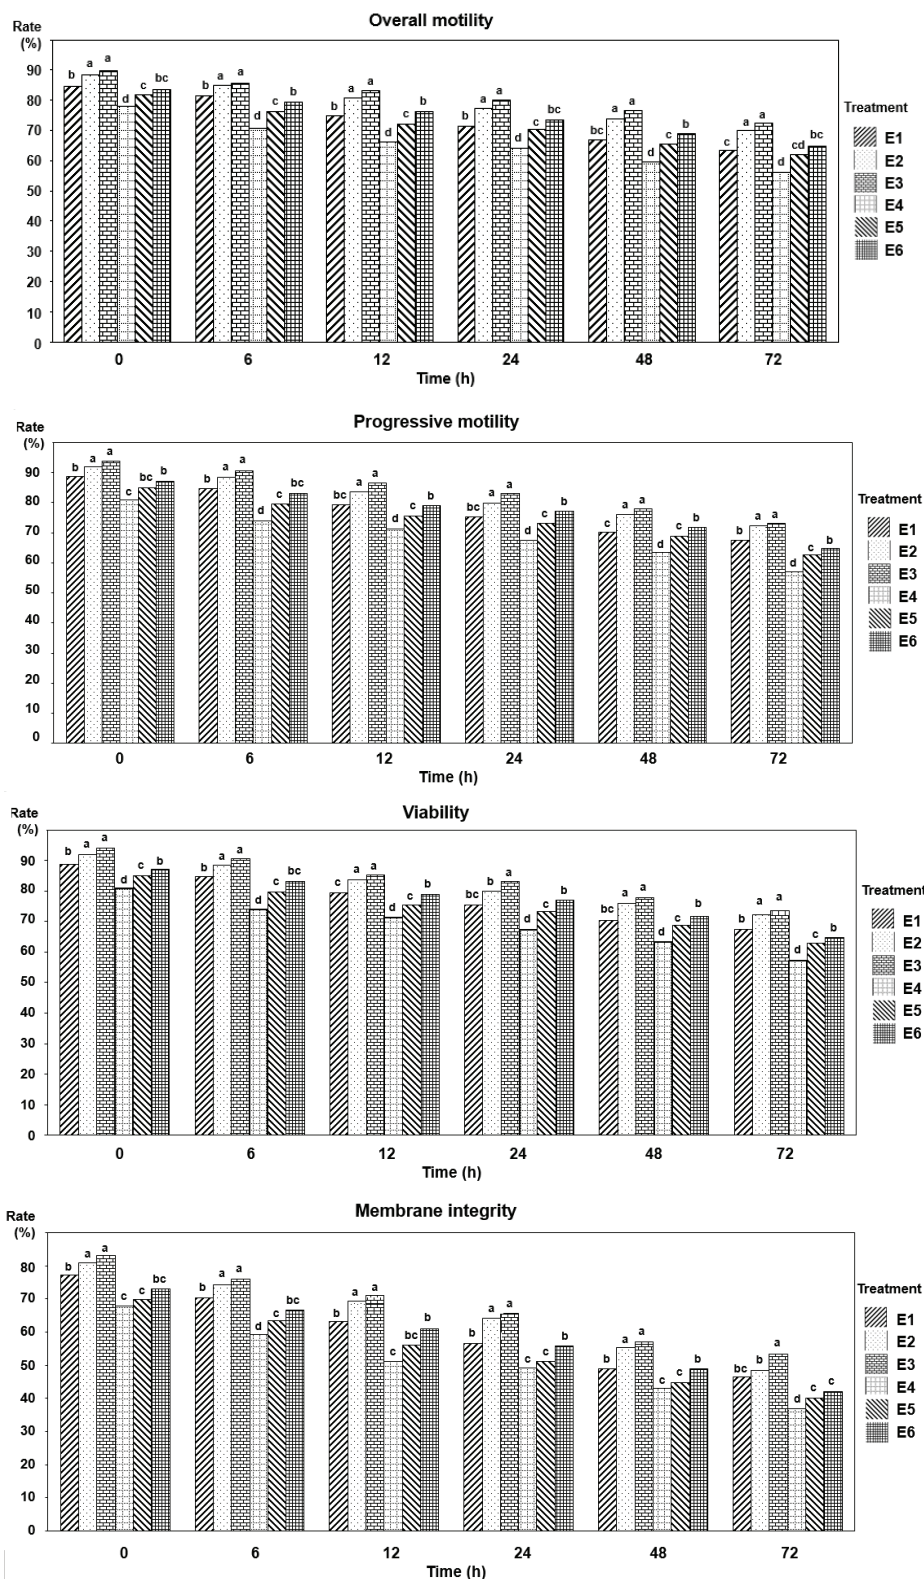 Overall motility
Rate
(%)
90
80
70
60
50
40
30
20
10
0
b a a d c bc
b a a d c b
b a a d c b
b a a d c bc
bc a a d c b
c a a d cd bc
0 6 12 24 48 72
Time (h)
Treatment
E1
E2
E3
E4
E5
E6
Progressive motility
Rate
(%)
90
80
70
60
50
40
30
20
10
0
b a a c bc b
b a a d c bc
bc a a d c b
bc a a d c b
c a a d c b
b a a d c b
0 6 12 24 48 72
Time (h)
Treatment
E1
E2
E3
E4
E5
E6
Viability
Rate
(%)
90
80
70
60
50
40
30
20
10
0
b a a d c b
b a a d c bc
c a a d c b
bc b a d c b
bc a a d c b
b a a d c b
0 6 12 24 48 72
Time (h)
Treatment
E1
E2
E3
E4
E5
E6
Membrane integrity
Rate
(%)
80
70
60
50
40
30
20
10
0
b a a c c bc
b a a d c bc
b a a c bc b
b a a c c b
b a a c c b
bc b a d c c
0 6 12 24 48 72
Time (h)
Treatment
E1
E2
E3
E4
E5
E6